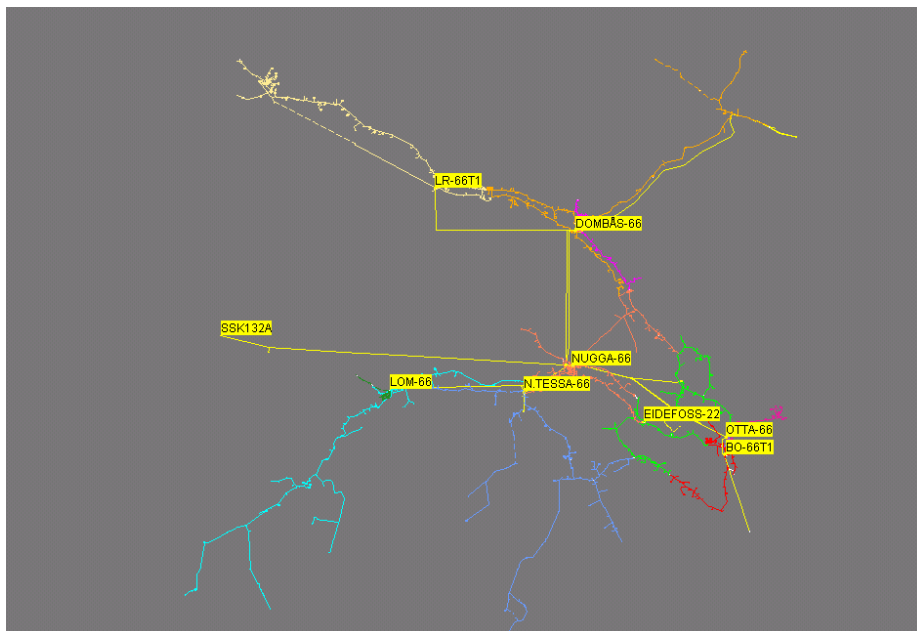 LR-66T1
DOMBÅS-66
SSK132A
NUGGA-66
LOM-66
N.TESSA-66
EIDEFOSS-22
OTTA-66
BO-66T1